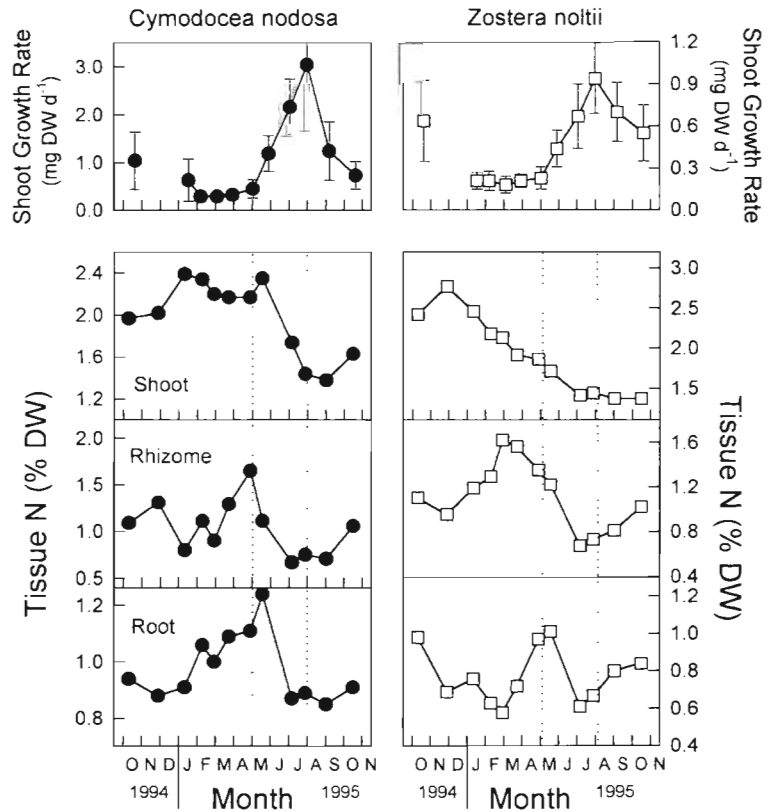 Cymodocea nodosa
Zostera noltii
Shoot Growth Rate
(mg DW d⁻¹)
3.0
2.0
1.0
0.0
1.2
0.9
0.6
0.3
0.0
Shoot Growth Rate
(mg DW d⁻¹)
Tissue N (% DW)
2.4
2.0
1.6
1.2
Shoot
3.0
2.5
2.0
1.5
Tissue N (% DW)
2.0
1.5
1.0
0.5
Rhizome
1.6
1.2
0.8
0.4
1.2
1.0
0.8
Root
1.2
1.0
0.8
0.6
0.4
O N D J F M A M J J A S O N
O N D J F M A M J J A S O N
1994 Month 1995
1994 Month 1995